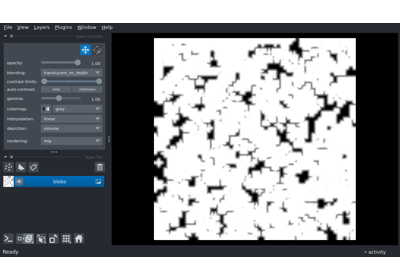 File View Layers Plugins Window Help
opacity: 1.00
blending: translucent_no_depth
contrast limits:
auto-contrast: once continuous
gamma: 1.00
colormap: gray
interpolation: linear
depiction: volume
rendering: mip
blobs
Ready activity